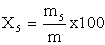 X₅ = m₅/m x100